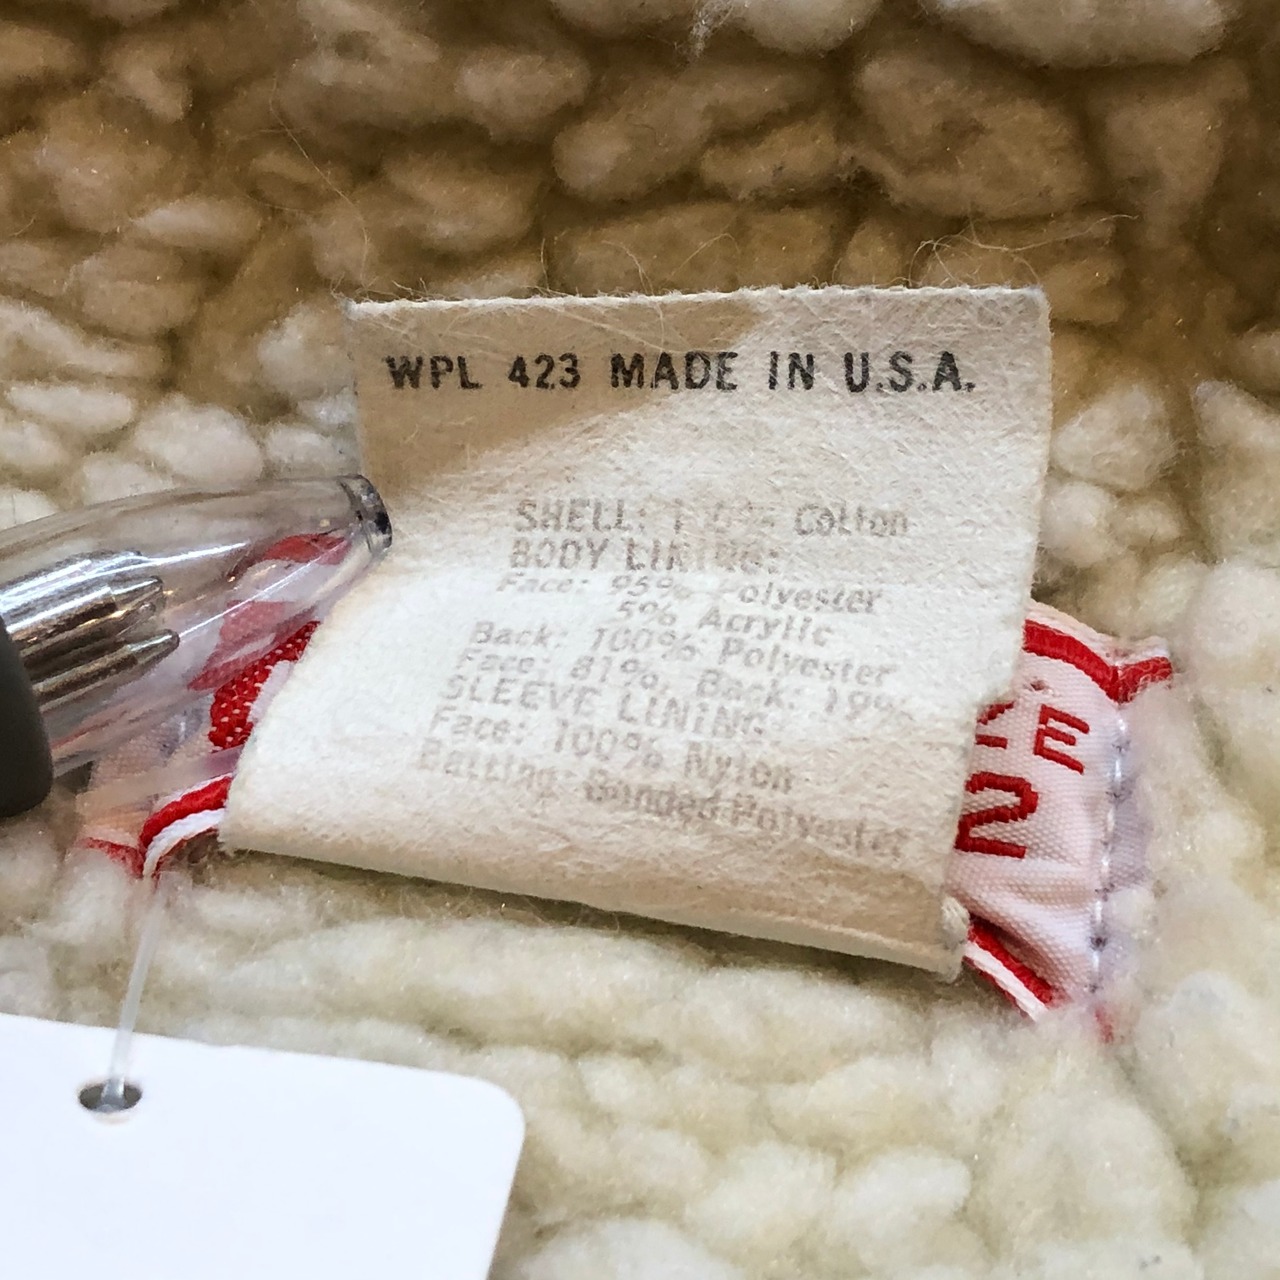 WPL 423 MADE IN U.S.A.
SHELL: 100% Cotton
BODY LINING:
Face: 95% Polyester
5% Acrylic
Back: 100% Polyester
Face: 81%, Back: 19%
SLEEVE LINING:
Face: 100% Nylon
Batting: Bonded Polyester
2